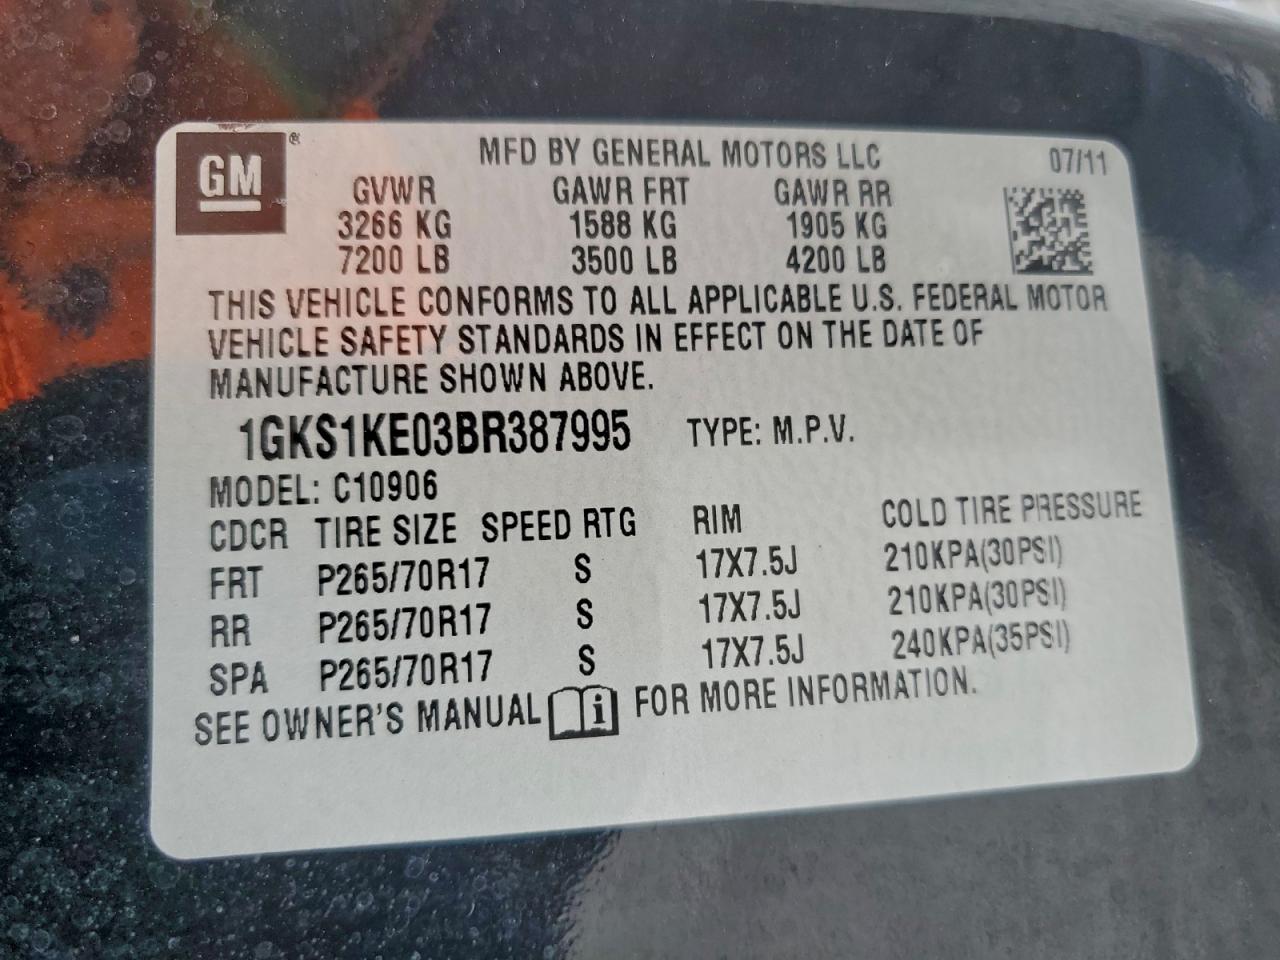 GM ®
MFD BY GENERAL MOTORS LLC 07/11
GVWR GAWR FRT GAWR RR
3266 KG 1588 KG 1905 KG
7200 LB 3500 LB 4200 LB
THIS VEHICLE CONFORMS TO ALL APPLICABLE U.S. FEDERAL MOTOR
VEHICLE SAFETY STANDARDS IN EFFECT ON THE DATE OF
MANUFACTURE SHOWN ABOVE.
1GKS1KE03BR387995 TYPE: M.P.V.
MODEL: C10906
CDCR TIRE SIZE SPEED RTG RIM COLD TIRE PRESSURE
FRT P265/70R17 S 17X7.5J 210KPA(30PSI)
RR P265/70R17 S 17X7.5J 210KPA(30PSI)
SPA P265/70R17 S 17X7.5J 240KPA(35PSI)
SEE OWNER'S MANUAL i FOR MORE INFORMATION.